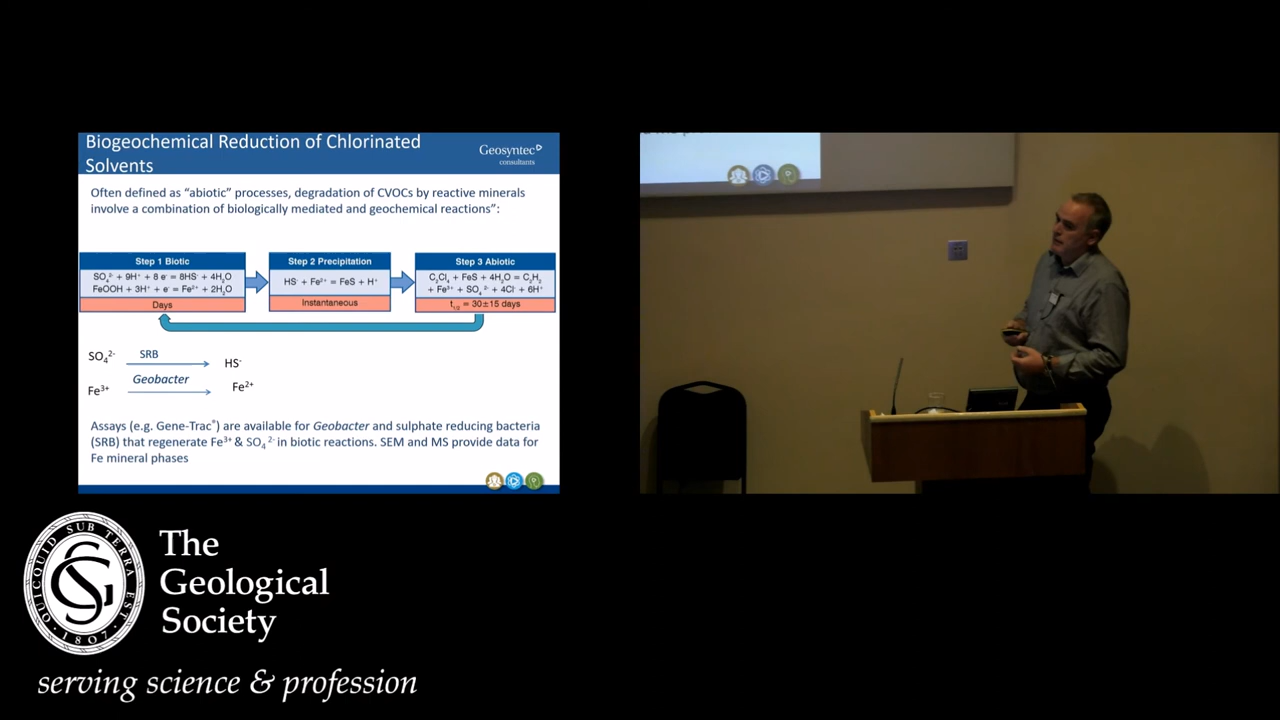 Biogeochemical Reduction of Chlorinated
Solvents
Geosyntec
consultants
Often defined as “abiotic” processes, degradation of CVOCs by reactive minerals
involve a combination of biologically mediated and geochemical reactions”:
Step 1 Biotic
SO₄²⁻ + 9H⁺ + 8 e⁻ = 8HS⁻ + 4H₂O
FeOOH + 3H⁺ + e⁻ = Fe²⁺ + 2H₂O
Days
Step 2 Precipitation
HS⁻ + Fe²⁺ = FeS + H⁺
Instantaneous
Step 3 Abiotic
C₂Cl₄ + FeS + 4H₂O = C₂H₂
+ Fe³⁺ + SO₄²⁻ + 4Cl⁻ + 6H⁺
t₁/₂ = 30±15 days
SO₄²⁻ SRB HS⁻
Fe³⁺ Geobacter Fe²⁺
Assays (e.g. Gene-Trac®) are available for Geobacter and sulphate reducing bacteria
(SRB) that regenerate Fe³⁺ & SO₄²⁻ in biotic reactions. SEM and MS provide data for
Fe mineral phases
QUICQUID SUB TERRA EST
1807
The
Geological
Society
serving science & profession